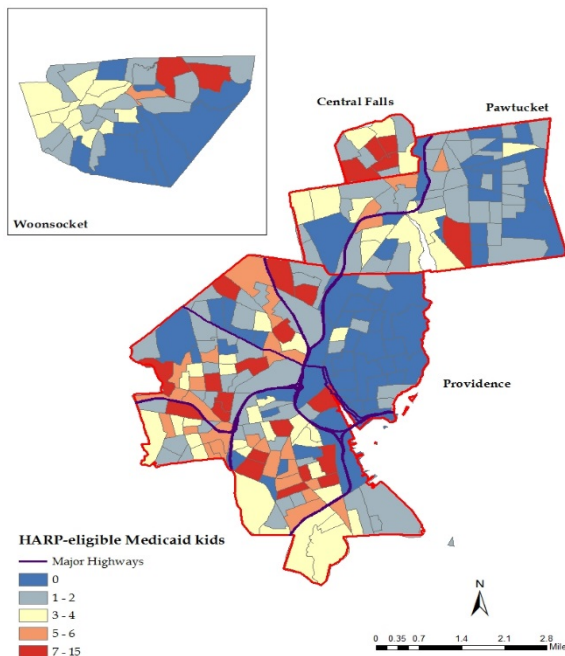 Central Falls
Pawtucket
Woonsocket
Providence
HARP-eligible Medicaid kids
Major Highways
0
1 - 2
3 - 4
5 - 6
7 - 15
N
0 0.35 0.7 1.4 2.1 2.8
Mile